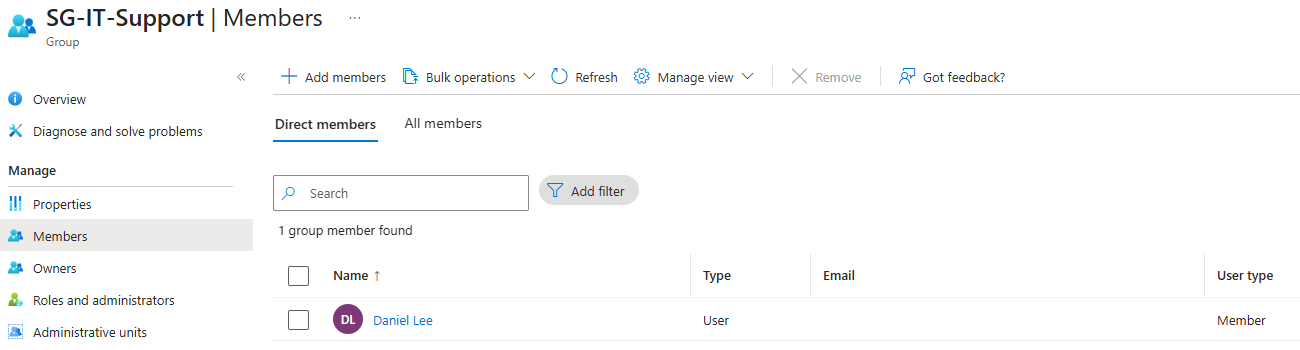 SG-IT-Support | Members ...
Group
«
Overview
Diagnose and solve problems
Manage
Properties
Members
Owners
Roles and administrators
Administrative units
Add members Bulk operations Refresh Manage view Remove Got feedback?
Direct members All members
Search Add filter
1 group member found
Name ↑ Type Email User type
DL Daniel Lee User Member